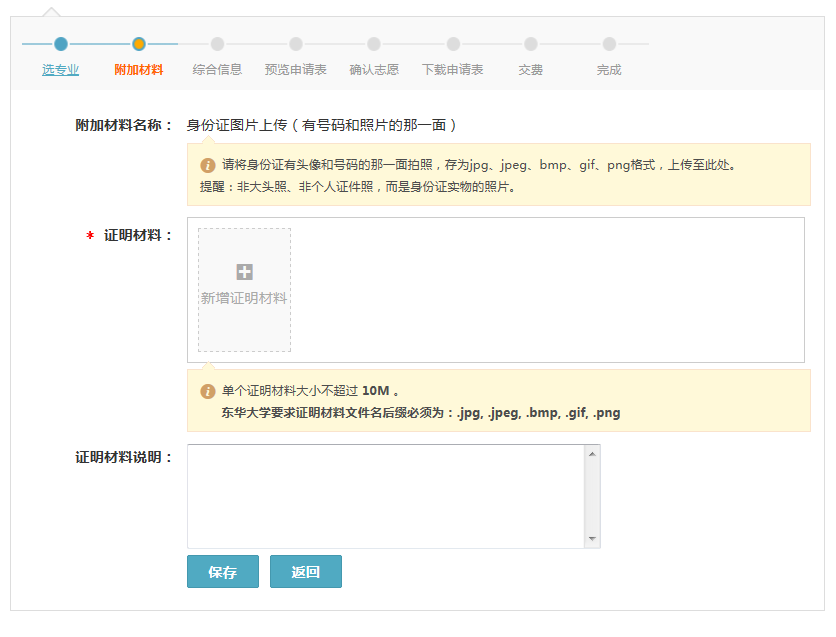 选专业 附加材料 综合信息 预览申请表 确认志愿 下载申请表 交费 完成
附加材料名称： 身份证图片上传（有号码和照片的那一面）
请将身份证有头像和号码的那一面拍照，存为jpg、jpeg、bmp、gif、png格式，上传至此处。
提醒：非大头照、非个人证件照，而是身份证实物的照片。
* 证明材料：
新增证明材料
单个证明材料大小不超过 10M 。
东华大学要求证明材料文件名后缀必须为：.jpg, .jpeg, .bmp, .gif, .png
证明材料说明：
保存 返回